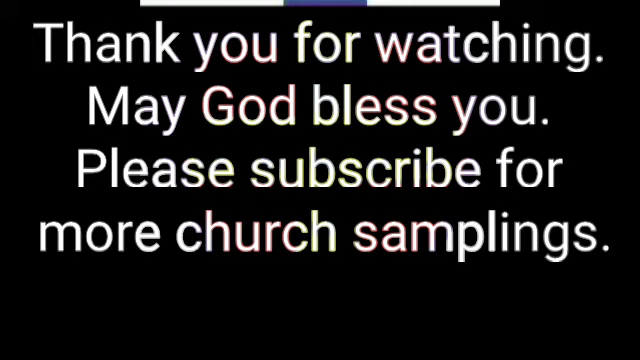 Thank you for watching.
May God bless you.
Please subscribe for
more church samplings.